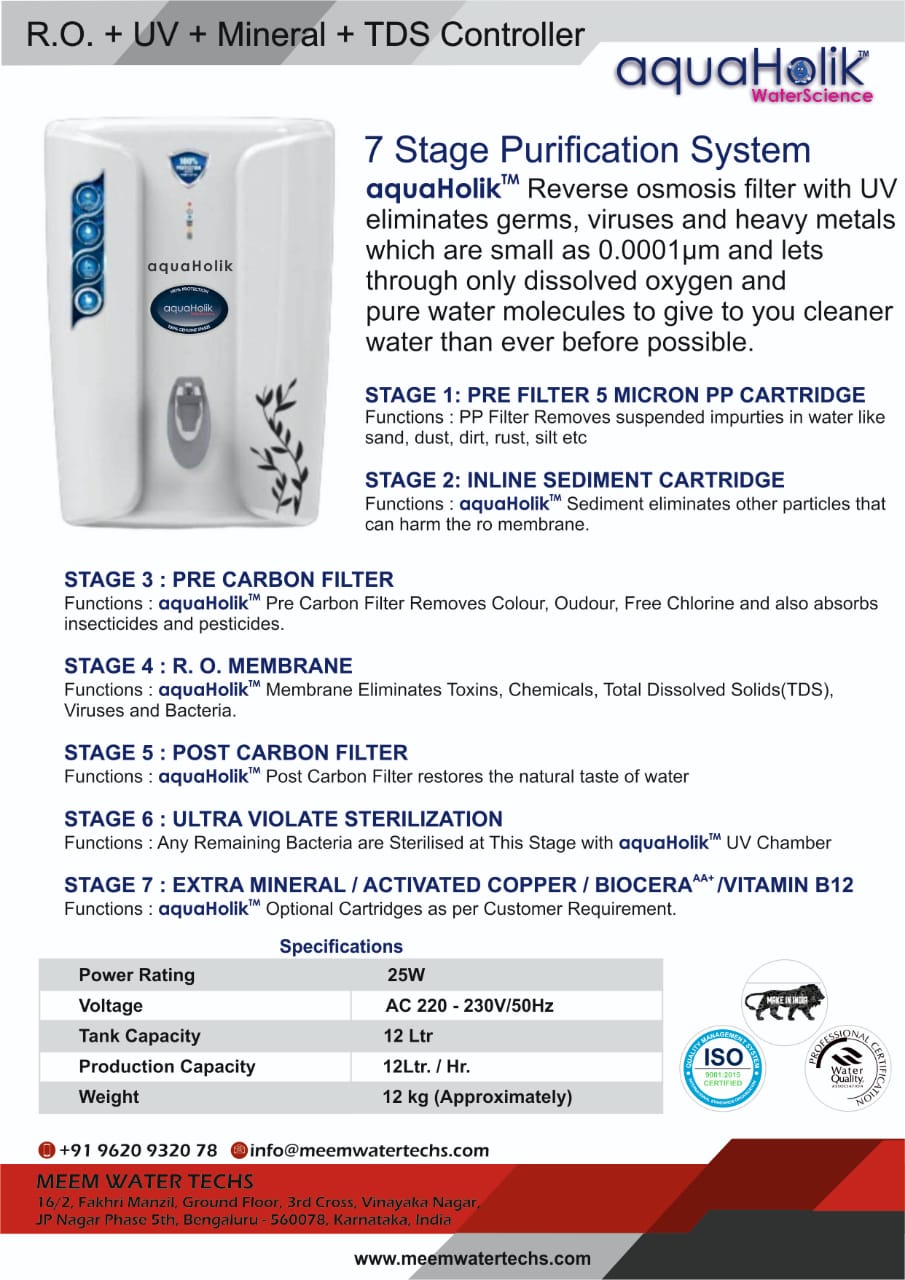 R.O. + UV + Mineral + TDS Controller
aquaHolik™
WaterScience
7 Stage Purification System
aquaHolik™ Reverse osmosis filter with UV
eliminates germs, viruses and heavy metals
which are small as 0.0001µm and lets
through only dissolved oxygen and
pure water molecules to give to you cleaner
water than ever before possible.
100%
aquaHolik
100% PROTECTION
aquaHolik
STAGE 1: PRE FILTER 5 MICRON PP CARTRIDGE
Functions : PP Filter Removes suspended impurties in water like
sand, dust, dirt, rust, silt etc
STAGE 2: INLINE SEDIMENT CARTRIDGE
Functions : aquaHolik™ Sediment eliminates other particles that
can harm the ro membrane.
STAGE 3 : PRE CARBON FILTER
Functions : aquaHolik™ Pre Carbon Filter Removes Colour, Oudour, Free Chlorine and also absorbs
insecticides and pesticides.
STAGE 4 : R. O. MEMBRANE
Functions : aquaHolik™ Membrane Eliminates Toxins, Chemicals, Total Dissolved Solids(TDS),
Viruses and Bacteria.
STAGE 5 : POST CARBON FILTER
Functions : aquaHolik™ Post Carbon Filter restores the natural taste of water
STAGE 6 : ULTRA VIOLATE STERILIZATION
Functions : Any Remaining Bacteria are Sterilised at This Stage with aquaHolik™ UV Chamber
STAGE 7 : EXTRA MINERAL / ACTIVATED COPPER / BIOCERA AA+ /VITAMIN B12
Functions : aquaHolik™ Optional Cartridges as per Customer Requirement.
Specifications
Power Rating 25W
Voltage AC 220 - 230V/50Hz
Tank Capacity 12 Ltr
Production Capacity 12Ltr. / Hr.
Weight 12 kg (Approximately)
MAKE IN INDIA
QUALITY MANAGEMENT SYSTEM
ISO
9001:2015
CERTIFIED
PROFESSIONAL CERTIFICATION
Water
Quality
ASSOCIATION
+91 9620 9320 78 info@meemwatertechs.com
MEEM WATER TECHS
16/2, Fakhri Manzil, Ground Floor, 3rd Cross, Vinayaka Nagar,
JP Nagar Phase 5th, Bengaluru - 560078, Karnataka, India
www.meemwatertechs.com